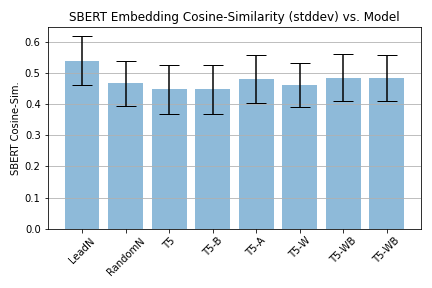 SBERT Embedding Cosine-Similarity (stddev) vs. Model
SBERT Cosine-Sim.
0.6
0.5
0.4
0.3
0.2
0.1
0.0
LeadN
RandomN
T5
T5-B
T5-A
T5-W
T5-WB
T5-WB